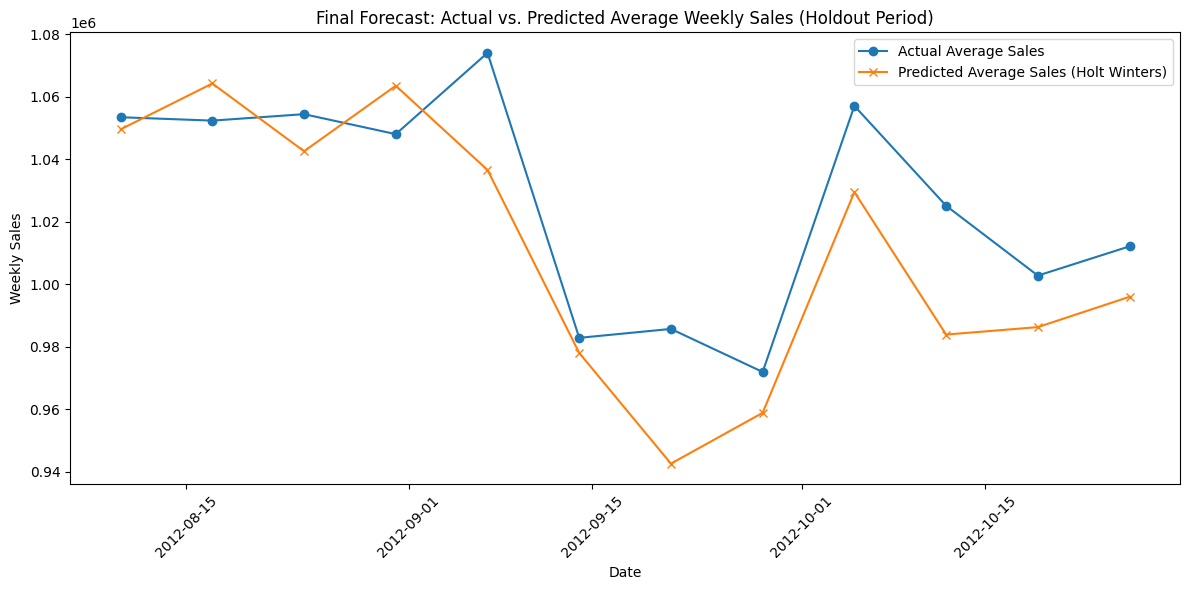 Final Forecast: Actual vs. Predicted Average Weekly Sales (Holdout Period)
1e6
Actual Average Sales
Predicted Average Sales (Holt Winters)
1.08
1.06
1.04
1.02
1.00
0.98
0.96
0.94
Weekly Sales
2012-08-15
2012-09-01
2012-09-15
2012-10-01
2012-10-15
Date